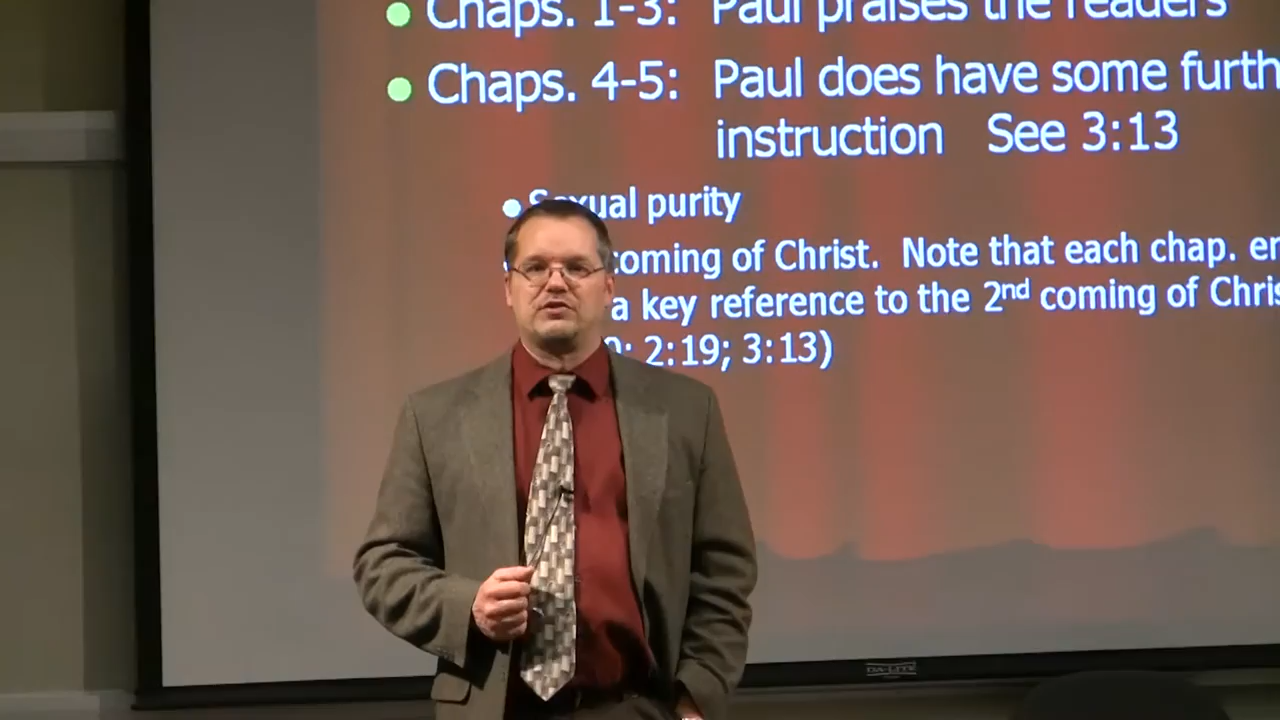 Chaps. 1-3: Paul praises the readers
Chaps. 4-5: Paul does have some furth
instruction See 3:13
Sexual purity
coming of Christ. Note that each chap. en
a key reference to the 2nd coming of Chris
0; 2:19; 3:13)
DA-LITE